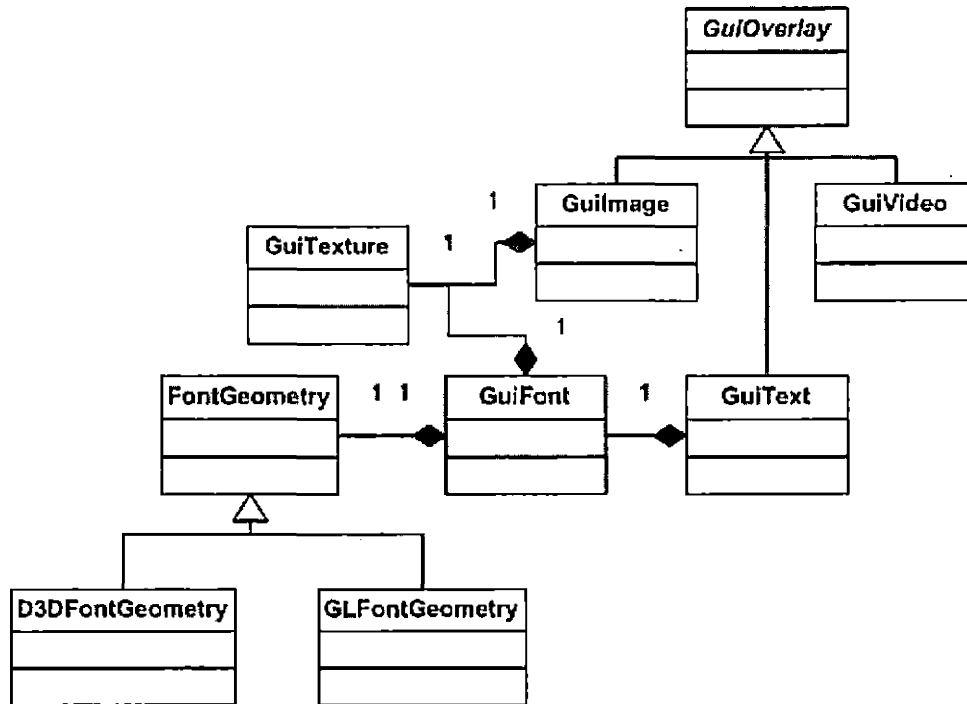 GuiOverlay
1
GuiImage
GuiVideo
GuiTexture
1
1
FontGeometry
1 1
GuiFont
1
GuiText
D3DFontGeometry
GLFontGeometry